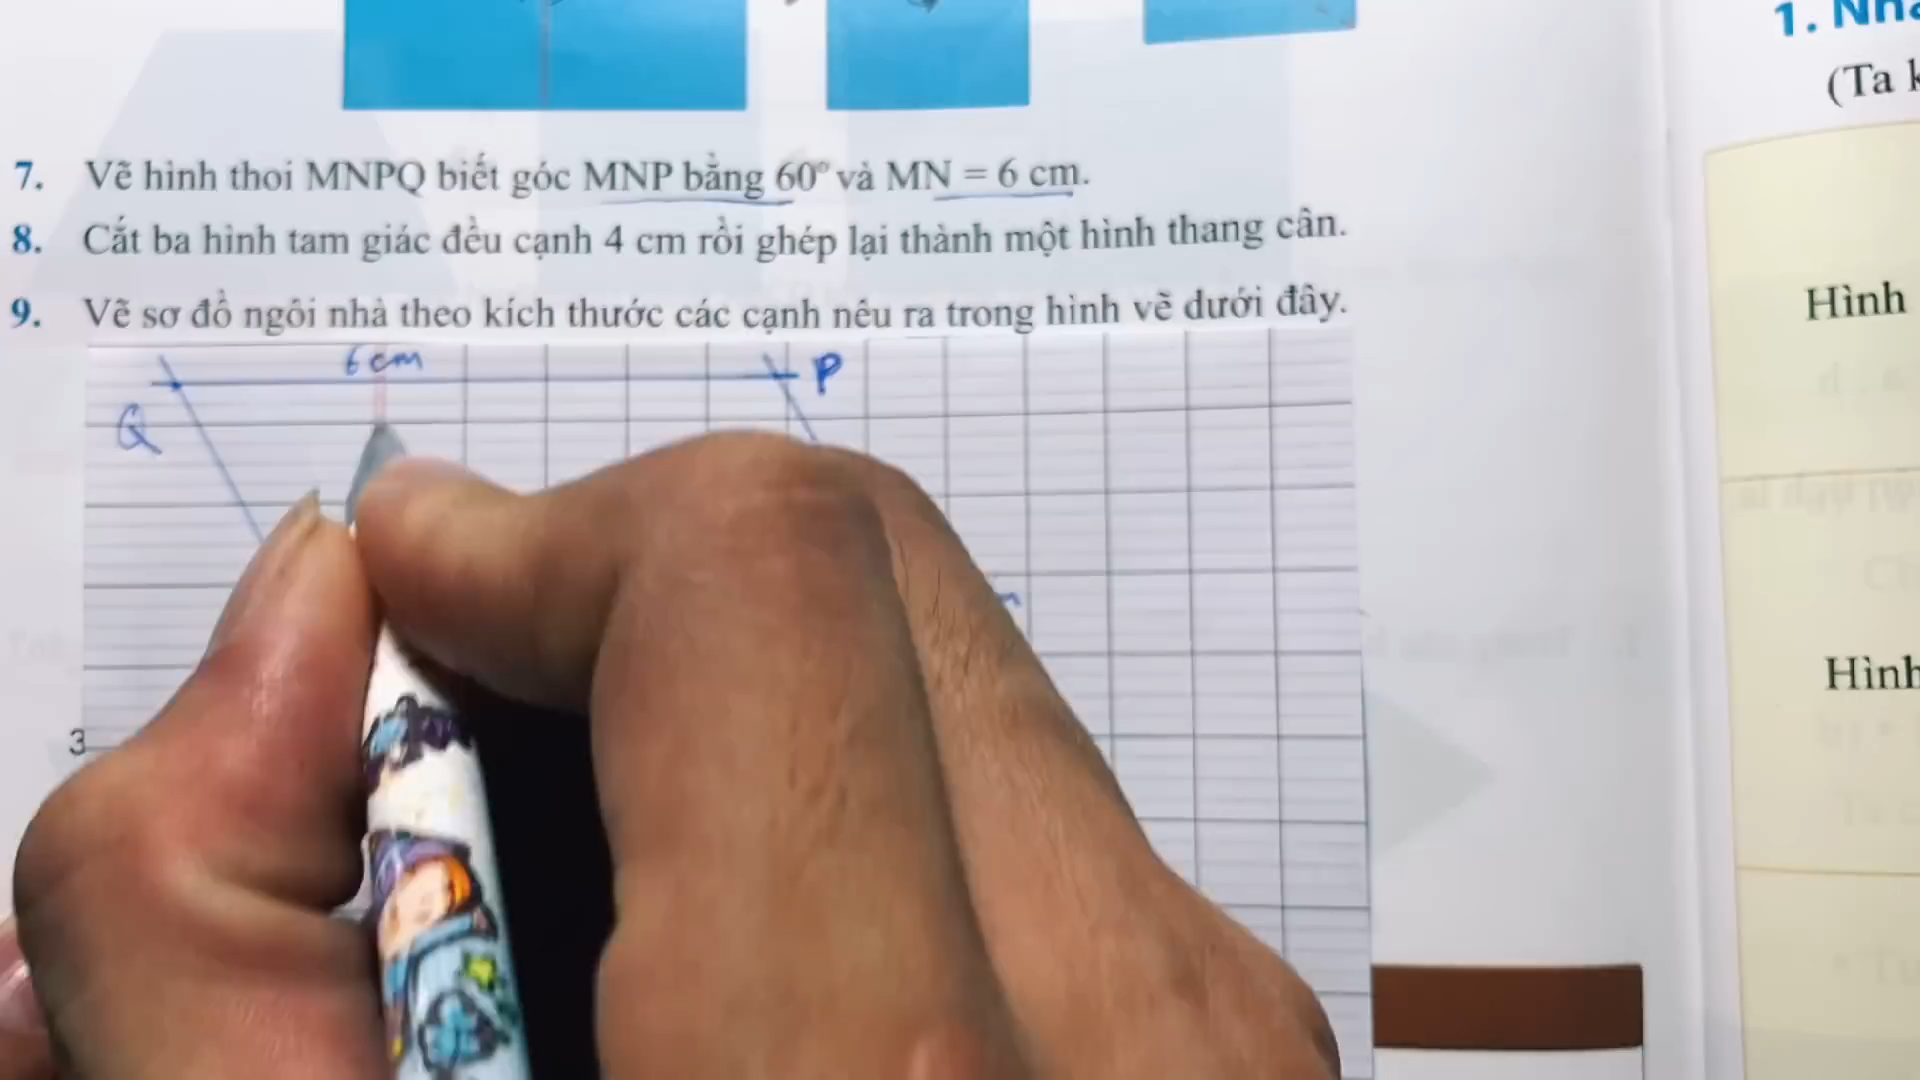 7. Vẽ hình thoi MNPQ biết góc MNP bằng 60° và MN = 6 cm.
8. Cắt ba hình tam giác đều cạnh 4 cm rồi ghép lại thành một hình thang cân.
9. Vẽ sơ đồ ngôi nhà theo kích thước các cạnh nêu ra trong hình vẽ dưới đây.
6 cm
P
Q
3
1.
(Ta
Hình
Hình